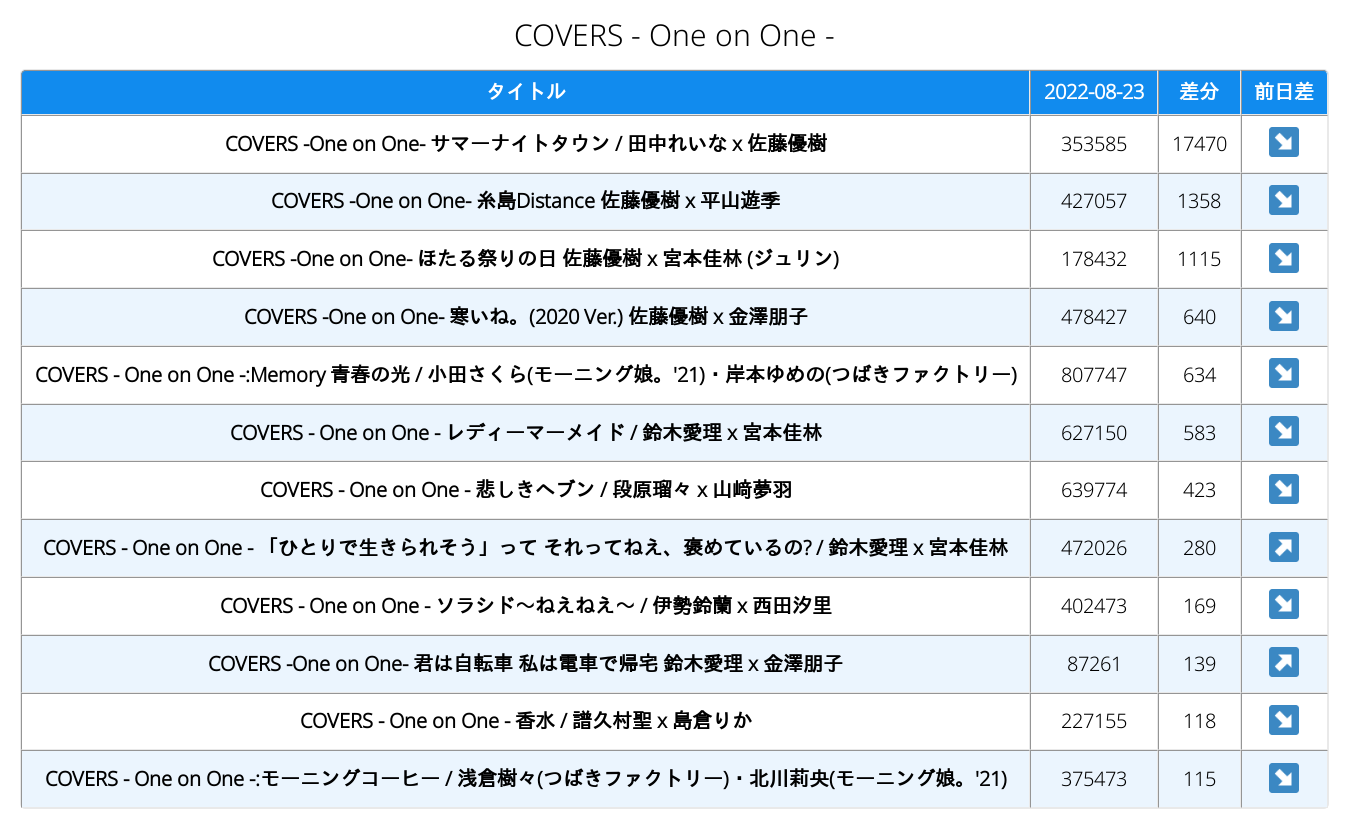 COVERS - One on One -
タイトル 2022-08-23 差分 前日差
COVERS -One on One- サマーナイトタウン / 田中れいな x 佐藤優樹 353585 17470
COVERS -One on One- 糸島Distance 佐藤優樹 x 平山遊季 427057 1358
COVERS -One on One- ほたる祭りの日 佐藤優樹 x 宮本佳林 (ジュリン) 178432 1115
COVERS -One on One- 寒いね。(2020 Ver.) 佐藤優樹 x 金澤朋子 478427 640
COVERS - One on One -:Memory 青春の光 / 小田さくら(モーニング娘。'21)・岸本ゆめの(つばきファクトリー) 807747 634
COVERS - One on One - レディーマーメイド / 鈴木愛理 x 宮本佳林 627150 583
COVERS - One on One - 悲しきヘブン / 段原瑠々 x 山﨑夢羽 639774 423
COVERS - One on One - 「ひとりで生きられそう」って それってねえ、褒めているの? / 鈴木愛理 x 宮本佳林 472026 280
COVERS - One on One - ソラシド〜ねえねえ〜 / 伊勢鈴蘭 x 西田汐里 402473 169
COVERS -One on One- 君は自転車 私は電車で帰宅 鈴木愛理 x 金澤朋子 87261 139
COVERS - One on One - 香水 / 譜久村聖 x 島倉りか 227155 118
COVERS - One on One -:モーニングコーヒー / 浅倉樹々(つばきファクトリー)・北川莉央(モーニング娘。'21) 375473 115